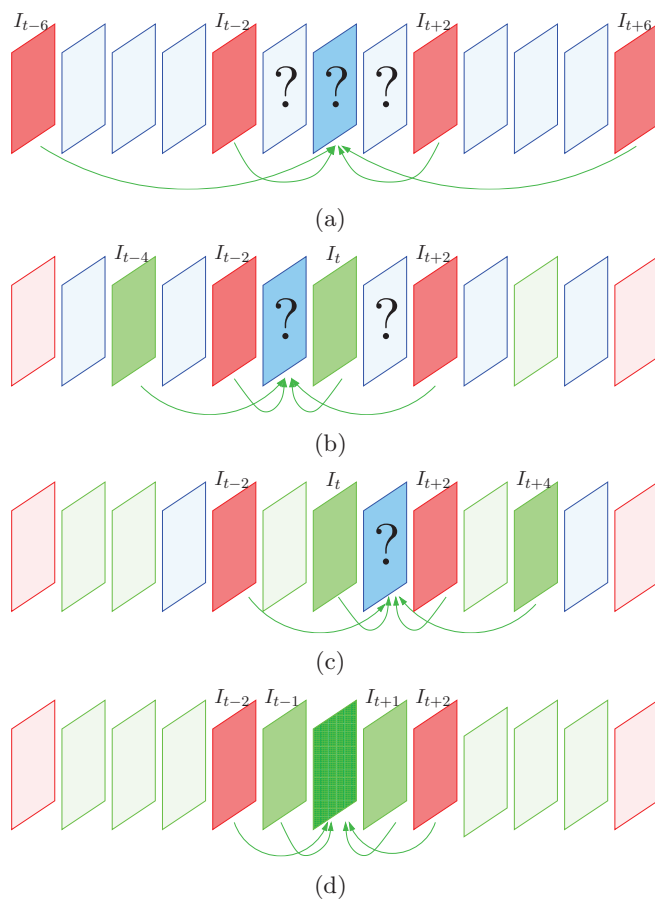 I_{t−6} I_{t−2} I_{t+2} I_{t+6}
? ? ?
(a)
I_{t−4} I_{t−2} I_t I_{t+2}
? ?
(b)
I_{t−2} I_t I_{t+2} I_{t+4}
?
(c)
I_{t−2} I_{t−1} I_{t+1} I_{t+2}
(d)